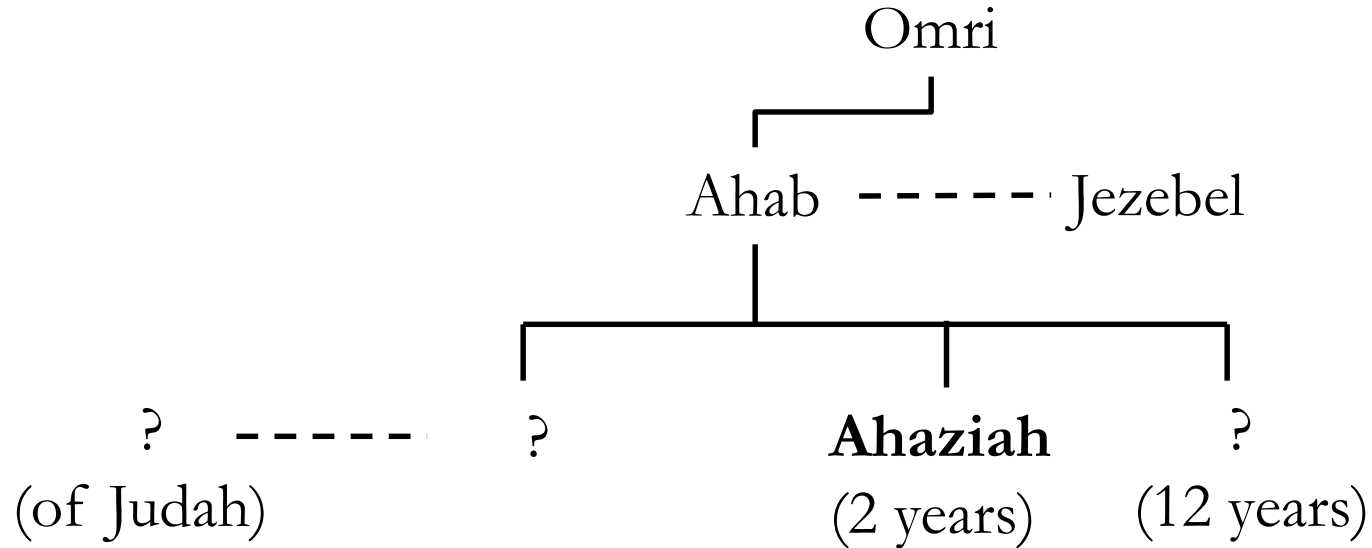 Omri
Ahab Jezebel
? ? Ahaziah ?
(of Judah) (2 years) (12 years)